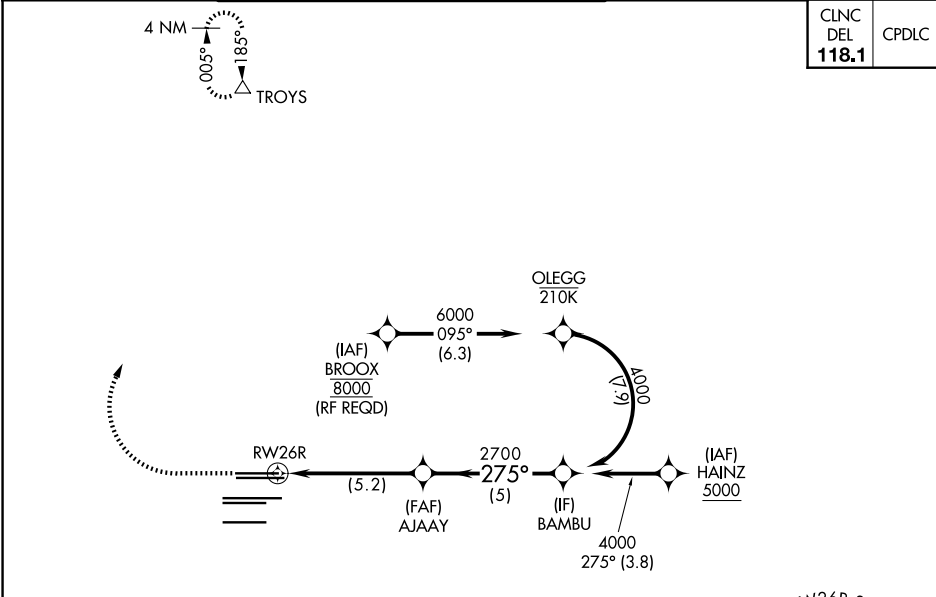 4 NM
005°
185°
TROYS
CLNC
DEL
118.1
CPDLC
OLEGG
210K
6000
095°
(6.3)
(IAF)
BROOX
8000
(RF REQD)
4000
(7.9)
RW26R
(5.2)
2700
275°
(5)
(FAF)
AJAAY
(IF)
BAMBU
(IAF)
HAINZ
5000
4000
275° (3.8)